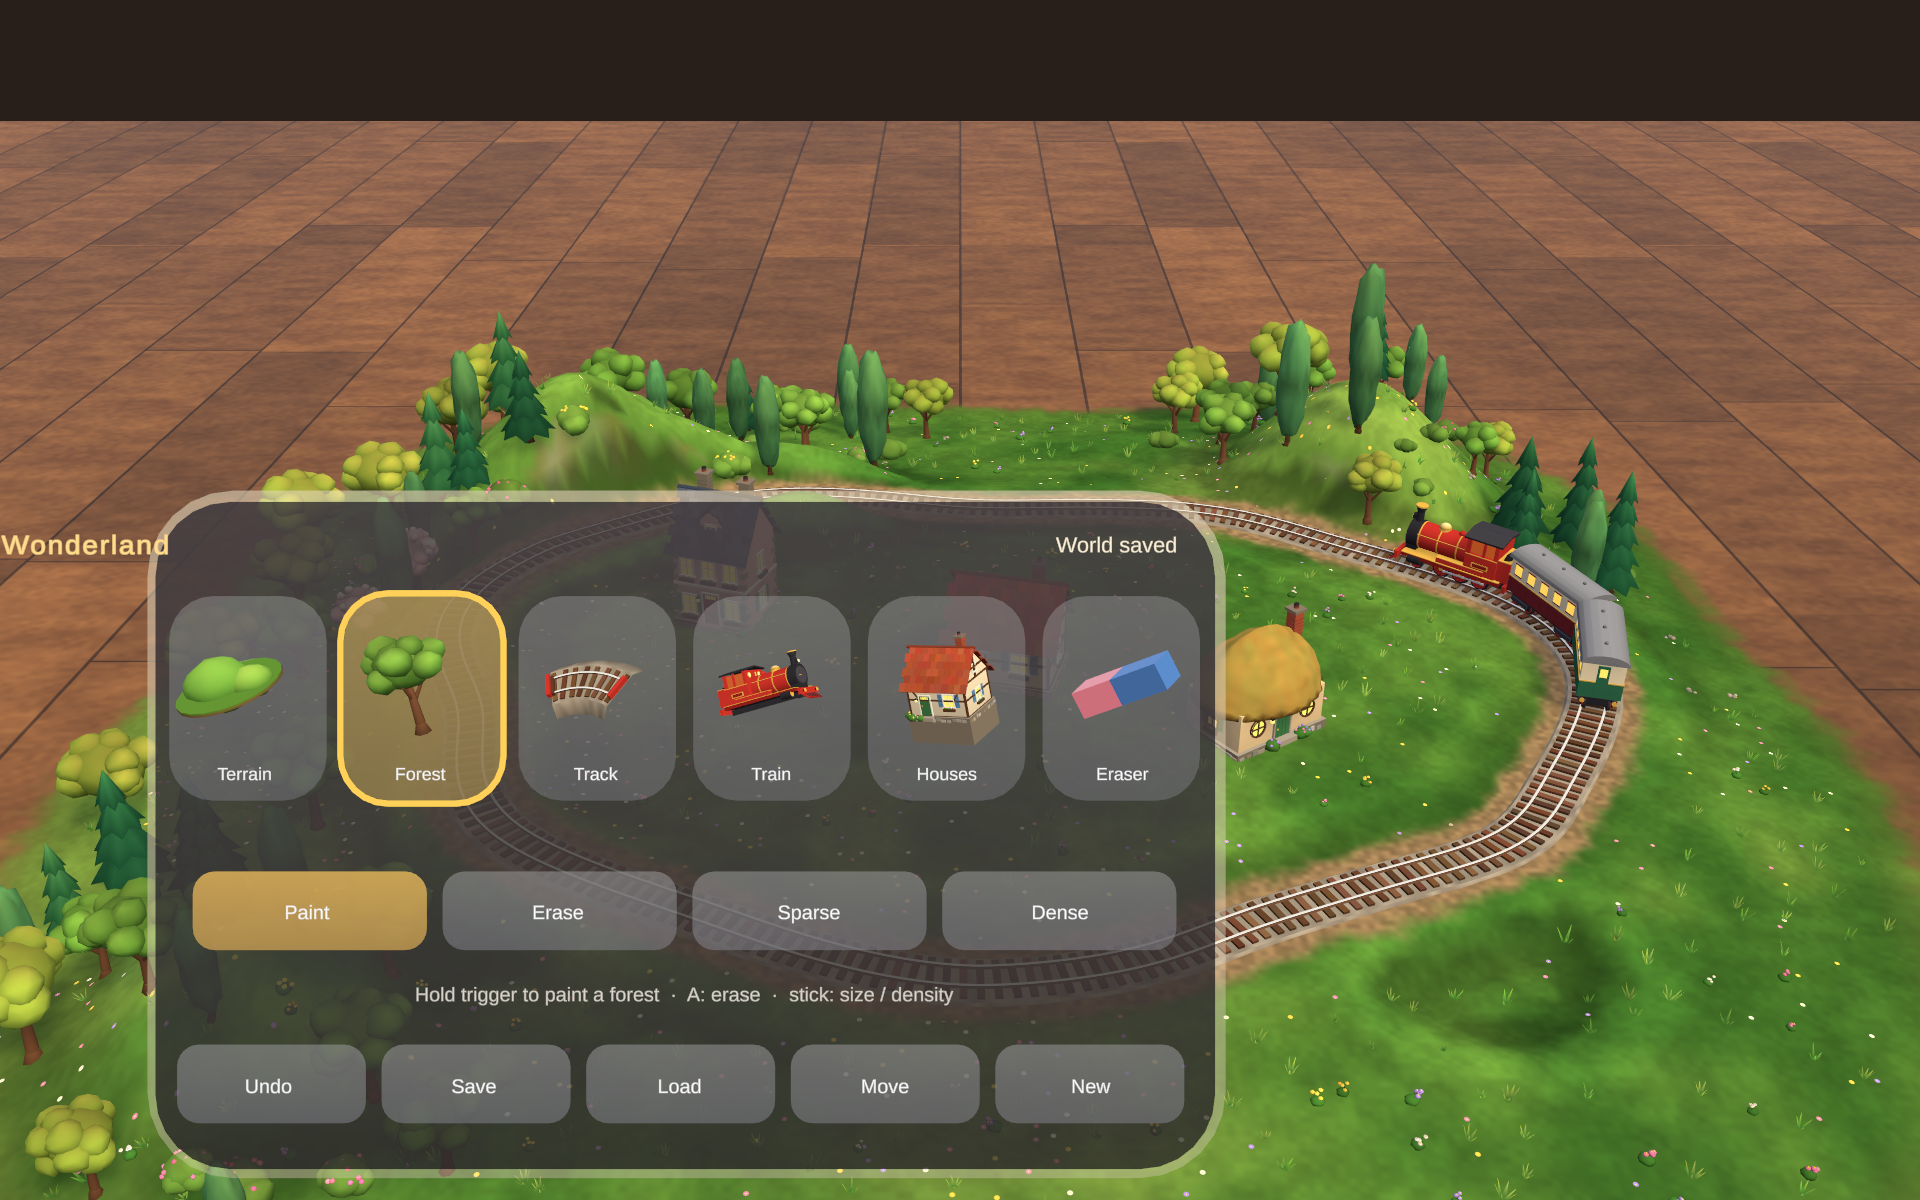 Wonderland
World saved
Terrain
Forest
Track
Train
Houses
Eraser
Paint
Erase
Sparse
Dense
Hold trigger to paint a forest · A: erase · stick: size / density
Undo
Save
Load
Move
New